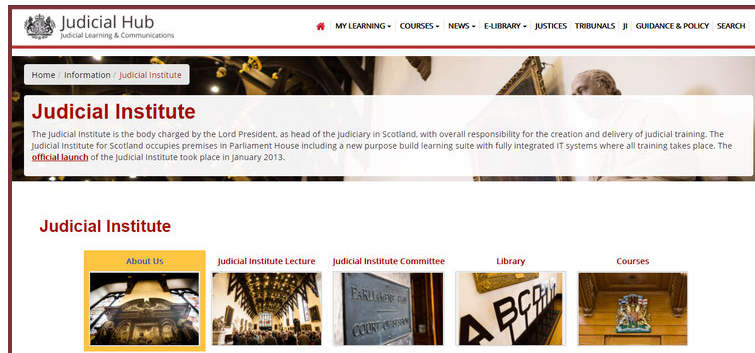 Judicial Hub
Judicial Learning & Communications
MY LEARNING COURSES NEWS E-LIBRARY JUSTICES TRIBUNALS JI GUIDANCE & POLICY SEARCH
Home / Information / Judicial Institute
Judicial Institute
The Judicial Institute is the body charged by the Lord President, as head of the judiciary in Scotland, with overall responsibility for the creation and delivery of judicial training. The
Judicial Institute for Scotland occupies premises in Parliament House including a new purpose build learning suite with fully integrated IT systems where all training takes place. The
official launch of the Judicial Institute took place in January 2013.
Judicial Institute
About Us Judicial Institute Lecture Judicial Institute Committee Library Courses
PARLIAMENT
COURT OF SESSION
ABCD